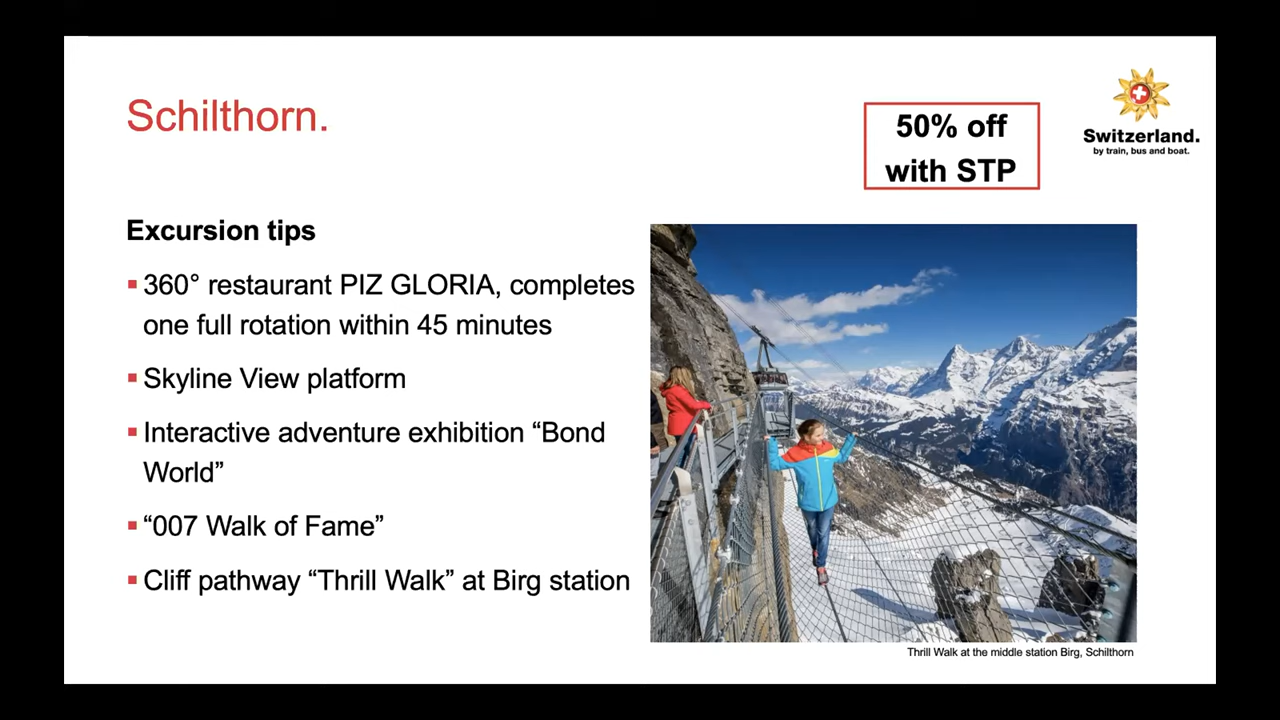 Schilthorn.
50% off
with STP
Switzerland.
by train, bus and boat.
Excursion tips
▪ 360° restaurant PIZ GLORIA, completes
one full rotation within 45 minutes
▪ Skyline View platform
▪ Interactive adventure exhibition “Bond
World”
▪ “007 Walk of Fame”
▪ Cliff pathway “Thrill Walk” at Birg station
Thrill Walk at the middle station Birg, Schilthorn